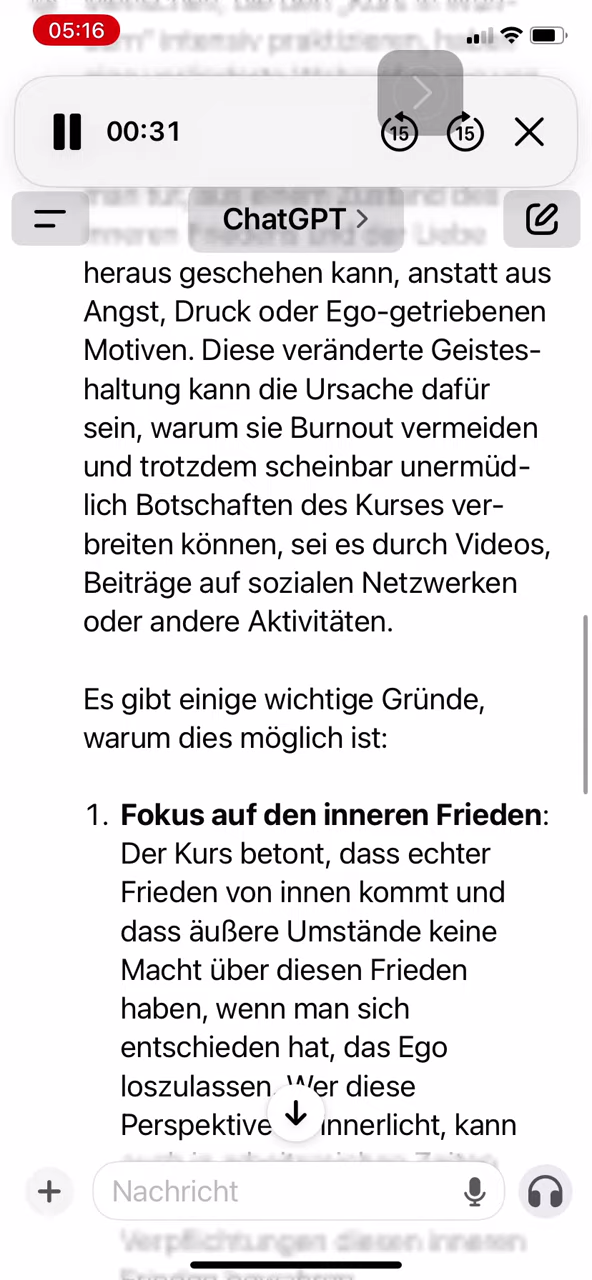 05:16
00:31
15
15
ChatGPT
heraus geschehen kann, anstatt aus
Angst, Druck oder Ego-getriebenen
Motiven. Diese veränderte Geistes-
haltung kann die Ursache dafür
sein, warum sie Burnout vermeiden
und trotzdem scheinbar unermüd-
lich Botschaften des Kurses ver-
breiten können, sei es durch Videos,
Beiträge auf sozialen Netzwerken
oder andere Aktivitäten.
Es gibt einige wichtige Gründe,
warum dies möglich ist:
1. Fokus auf den inneren Frieden:
Der Kurs betont, dass echter
Frieden von innen kommt und
dass äußere Umstände keine
Macht über diesen Frieden
haben, wenn man sich
entschieden hat, das Ego
loszulassen. Wer diese
Perspektive innerlicht, kann
Nachricht
Verpflichtungen diesen inneren